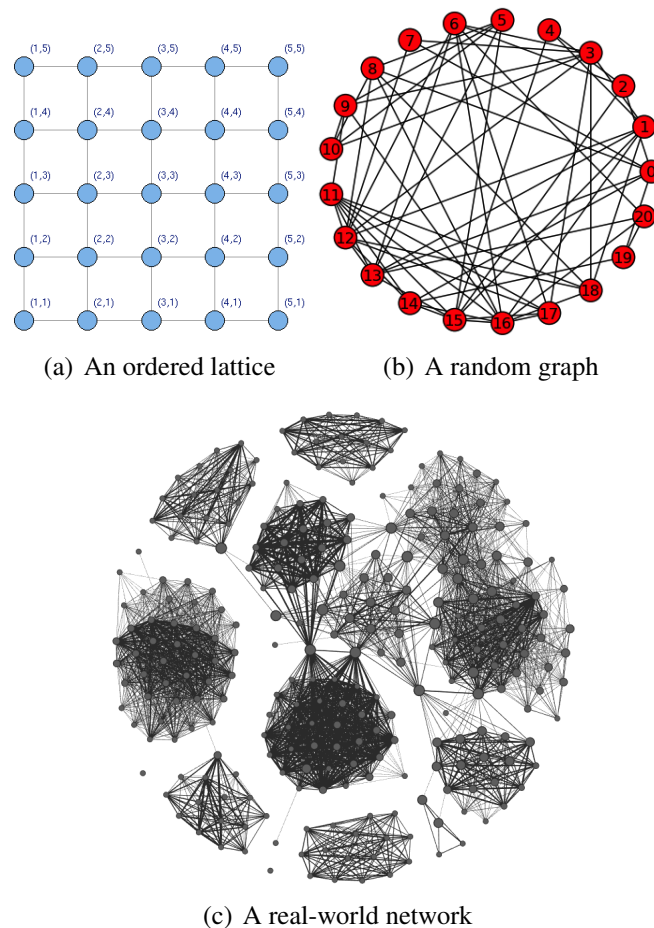 (1,5) (2,5) (3,5) (4,5) (5,5)
(1,4) (2,4) (3,4) (4,4) (5,4)
(1,3) (2,3) (3,3) (4,3) (5,3)
(1,2) (2,2) (3,2) (4,2) (5,2)
(1,1) (2,1) (3,1) (4,1) (5,1)
(a) An ordered lattice
0
1
2
3
4
5
6
7
8
9
10
11
12
13
14
15
16
17
18
19
20
(b) A random graph
(c) A real-world network